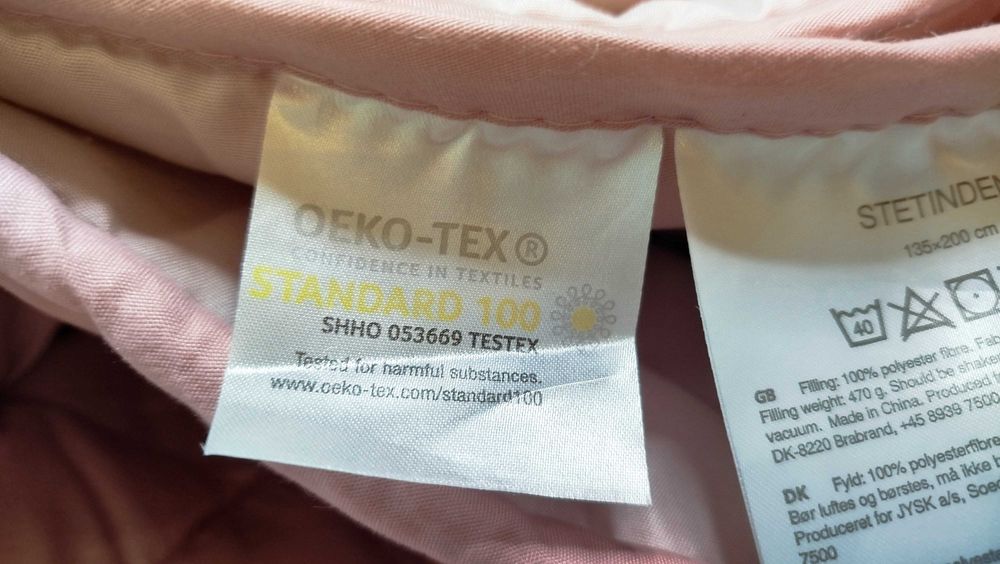 OEKO-TEX®
CONFIDENCE IN TEXTILES
STANDARD 100
SHHO 053669 TESTEX
Tested for harmful substances.
www.oeko-tex.com/standard100
STETINDEN
135x200 cm
40
GB Filling: 100% polyester fibre.
Filling weight: 470 g. Should be
vacuum. Made in China. Produced
DK-8220 Brabrand, +45 8939 7500
DK Fyld: 100% polyesterfibre
Bør luftes og børstes, må ikke
Produceret for JYSK a/s,
7500